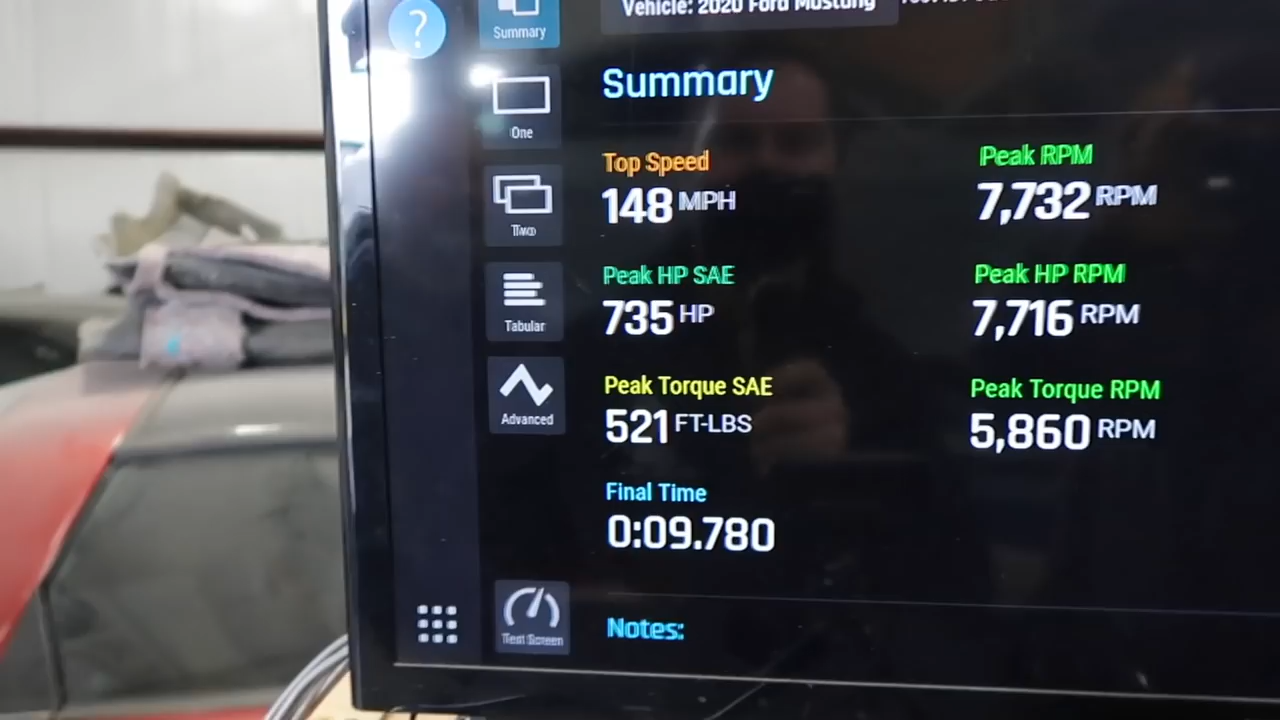 ?
Summary
Vehicle: 2020 Ford Mustang
Summary
One
Top Speed
148 MPH
Peak RPM
7,732 RPM
Two
Peak HP SAE
735 HP
Peak HP RPM
7,716 RPM
Tabular
Peak Torque SAE
521 FT-LBS
Peak Torque RPM
5,860 RPM
Advanced
Final Time
0:09.780
Test Screen
Notes: